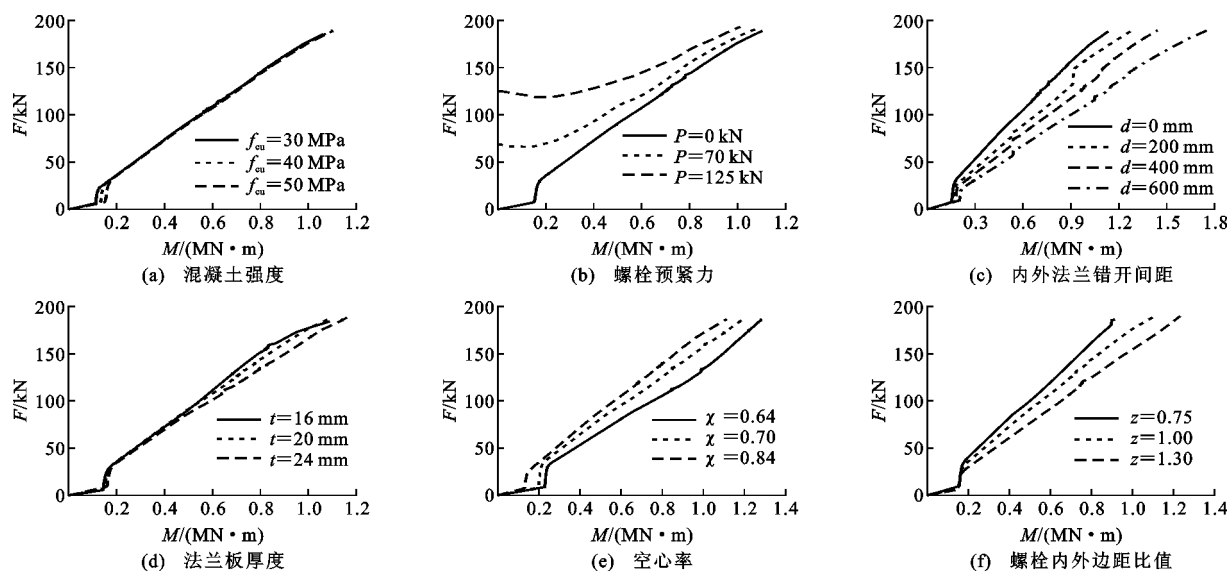 F/kN
200
150
100
50
0
0.2 0.4 0.6 0.8 1.0 1.2
M/(MN·m)
f_cu=30 MPa
f_cu=40 MPa
f_cu=50 MPa
(a) 混凝土强度
F/kN
200
150
100
50
0
0.2 0.4 0.6 0.8 1.0 1.2
M/(MN·m)
P=0 kN
P=70 kN
P=125 kN
(b) 螺栓预紧力
F/kN
200
150
100
50
0
0.3 0.6 0.9 1.2 1.5 1.8
M/(MN·m)
d=0 mm
d=200 mm
d=400 mm
d=600 mm
(c) 内外法兰错开间距
F/kN
200
150
100
50
0
0.2 0.4 0.6 0.8 1.0 1.2
M/(MN·m)
t=16 mm
t=20 mm
t=24 mm
(d) 法兰板厚度
F/kN
200
150
100
50
0
0.2 0.4 0.6 0.8 1.0 1.2 1.4
M/(MN·m)
χ=0.64
χ=0.70
χ=0.84
(e) 空心率
F/kN
200
150
100
50
0
0.2 0.4 0.6 0.8 1.0 1.2 1.4
M/(MN·m)
z=0.75
z=1.00
z=1.30
(f) 螺栓内外边距比值